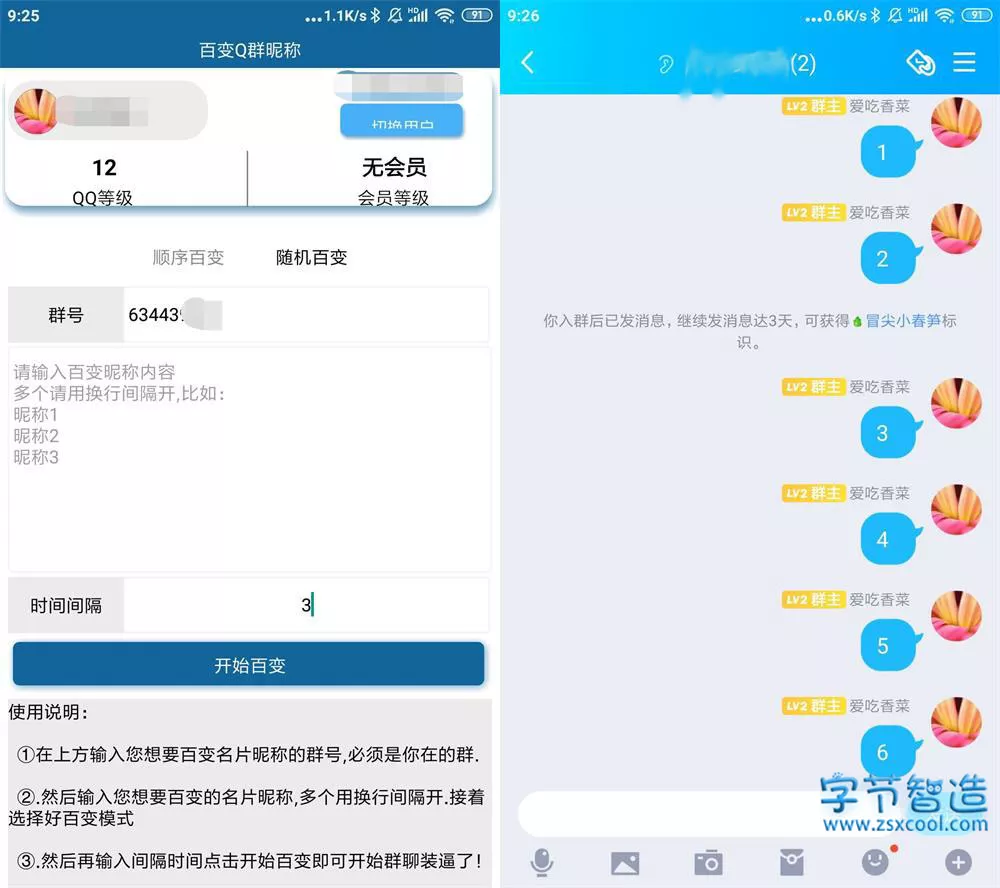 9:25
...1.1K/s
HD
91
百变Q群昵称
切换用户
12
无会员
QQ等级
会员等级
顺序百变
随机百变
群号
63443
请输入百变昵称内容
多个请用换行间隔开,比如：
昵称1
昵称2
昵称3
时间间隔
3
开始百变
使用说明：
①在上方输入您想要百变名片昵称的群号,必须是你在的群.
②.然后输入您想要百变的名片昵称,多个用换行间隔开.接着
选择好百变模式
③.然后再输入间隔时间点击开始百变即可开始群聊装逼了!
9:26
...0.6K/s
HD
91
(2)
LV2 群主 爱吃香菜
1
LV2 群主 爱吃香菜
2
你入群后已发消息，继续发消息达3天，可获得冒尖小春笋标
识。
LV2 群主 爱吃香菜
3
LV2 群主 爱吃香菜
4
LV2 群主 爱吃香菜
5
LV2 群主 爱吃香菜
6
字节智造
www.zsxcool.com